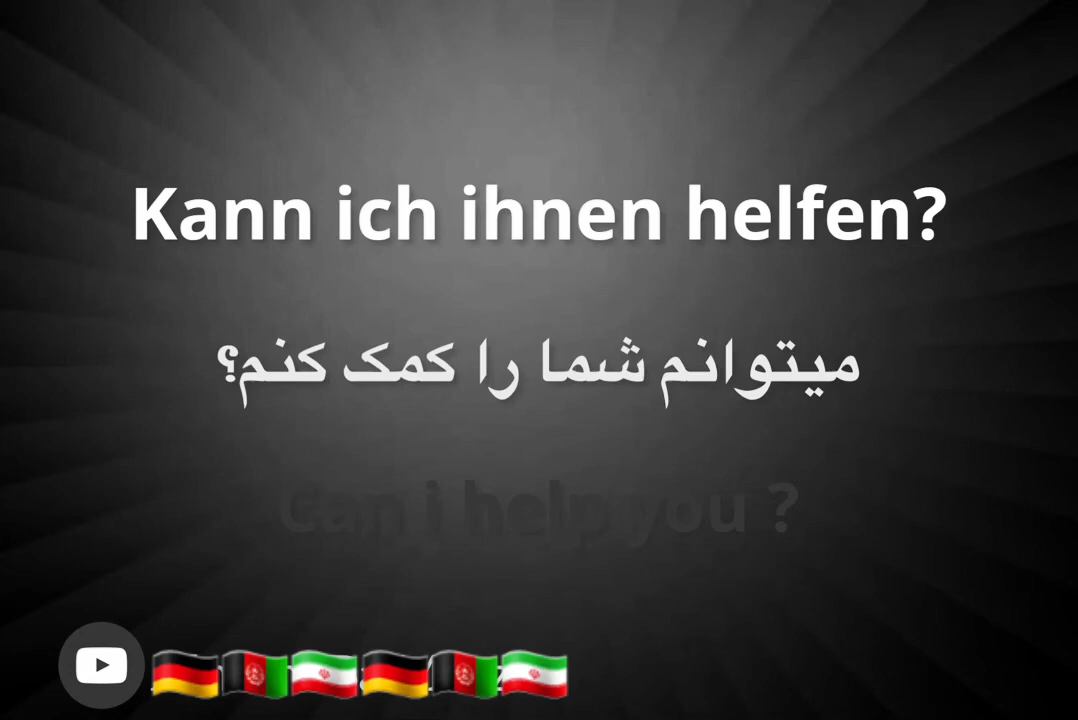 Kann ich ihnen helfen?
میتوانم شما را کمک کنم؟
can i help you ?